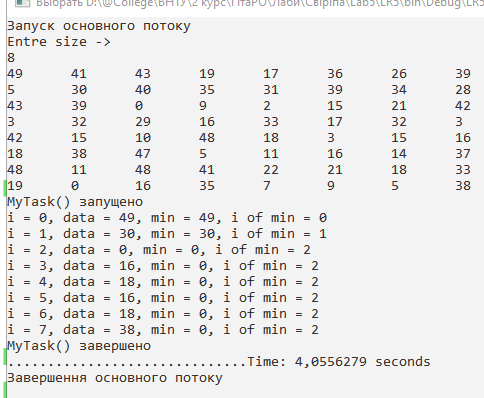 Выбрать D:\@College\ВНТУ\2 курс\ПтаРО\Лаби\Свіріпа\Lab5\LR5\bin\Debug\LR5
Запуск основного потоку
Entre size ->
8
49 41 43 19 17 36 26 39
5 30 40 35 31 39 34 28
43 39 0 9 2 15 21 42
3 32 29 16 33 17 32 3
42 15 10 48 18 3 15 16
18 38 47 5 11 16 14 37
48 11 48 41 22 21 18 33
19 0 16 35 7 9 5 38
MyTask() запущено
i = 0, data = 49, min = 49, i of min = 0
i = 1, data = 30, min = 30, i of min = 1
i = 2, data = 0, min = 0, i of min = 2
i = 3, data = 16, min = 0, i of min = 2
i = 4, data = 18, min = 0, i of min = 2
i = 5, data = 16, min = 0, i of min = 2
i = 6, data = 18, min = 0, i of min = 2
i = 7, data = 38, min = 0, i of min = 2
MyTask() завершено
..............................Time: 4,0556279 seconds
Завершення основного потоку